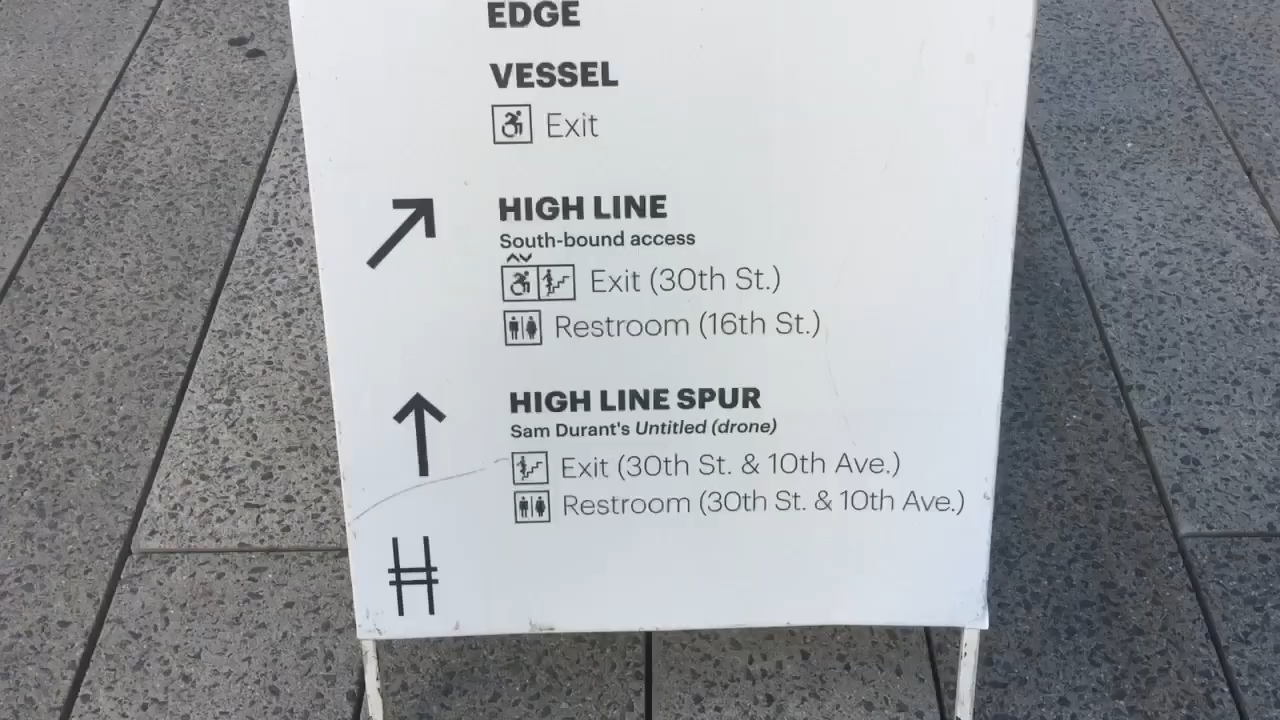 EDGE
VESSEL
Exit
HIGH LINE
South-bound access
Exit (30th St.)
Restroom (16th St.)
HIGH LINE SPUR
Sam Durant's Untitled (drone)
Exit (30th St. & 10th Ave.)
Restroom (30th St. & 10th Ave.)